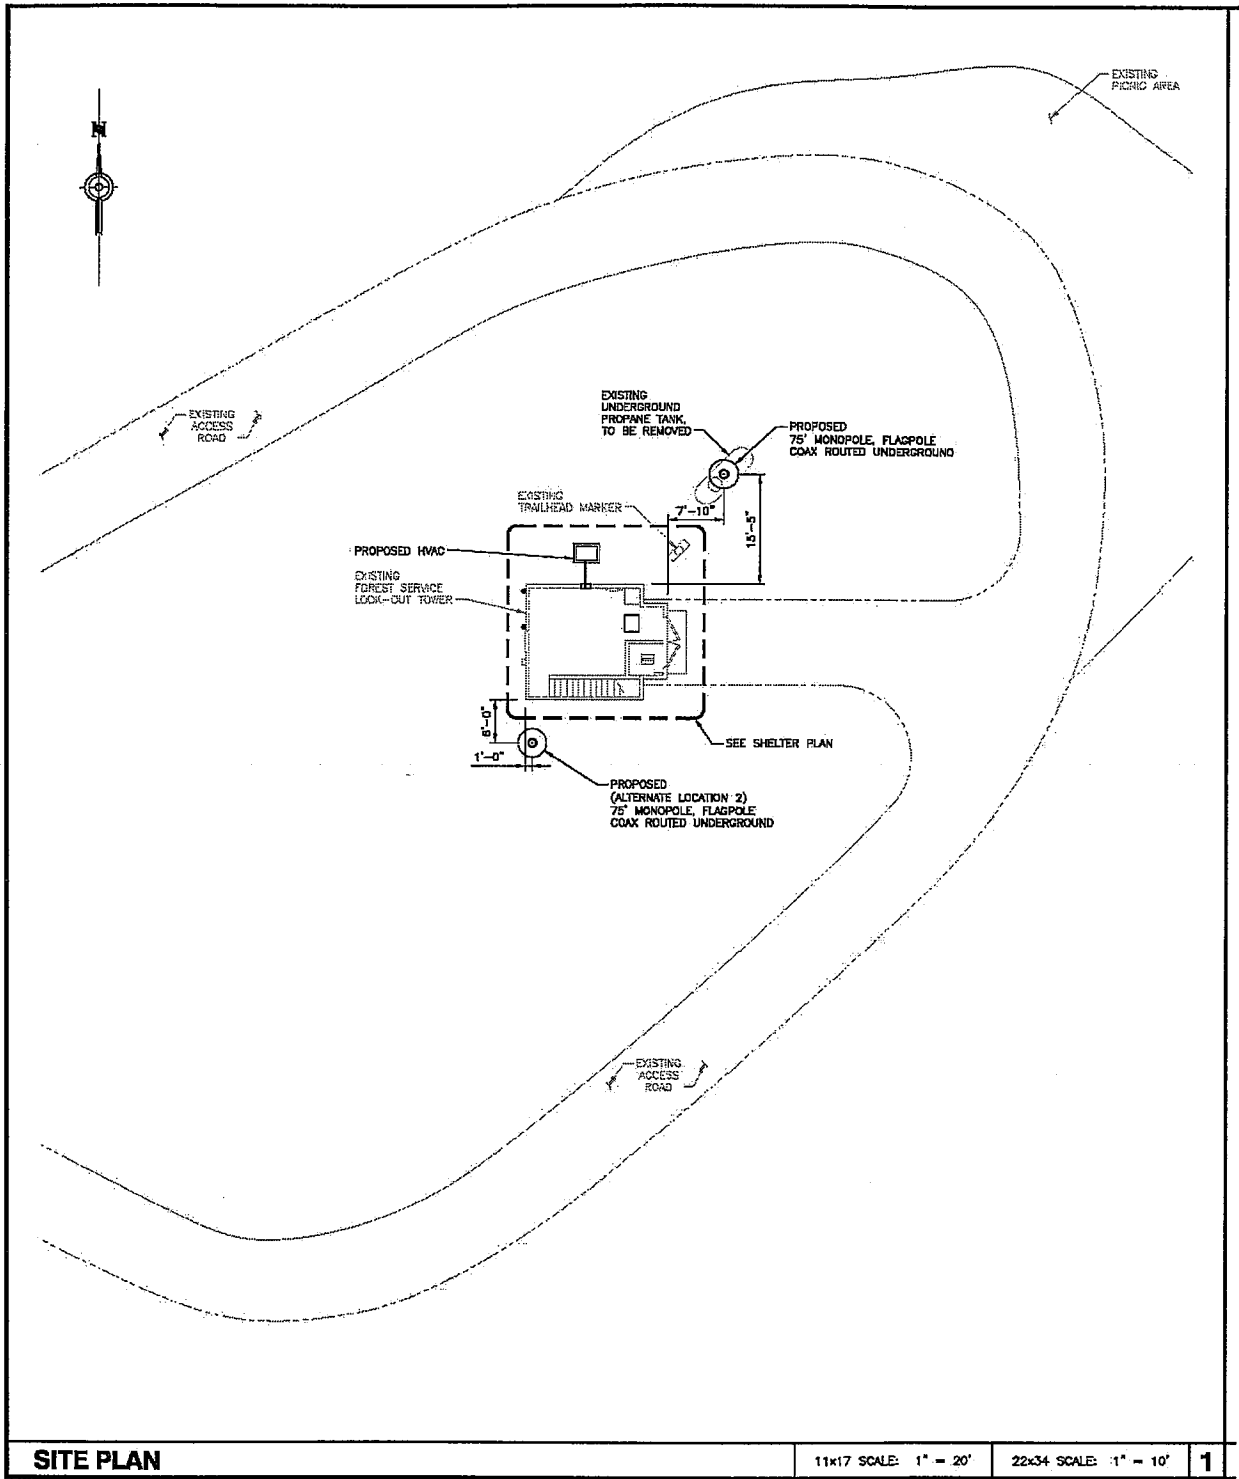 EXISTING
PICNIC AREA
N
EXISTING
ACCESS
ROAD
EXISTING
UNDERGROUND
PROPANE TANK,
TO BE REMOVED
PROPOSED
75' MONOPOLE, FLAGPOLE
COAX ROUTED UNDERGROUND
EXISTING
TRAILHEAD MARKER
7'-10"
15'-5"
PROPOSED HVAC
EXISTING
FOREST SERVICE
LOOK-OUT TOWER
6'-0"
1'-0"
SEE SHELTER PLAN
PROPOSED
(ALTERNATE LOCATION 2)
75' MONOPOLE, FLAGPOLE
COAX ROUTED UNDERGROUND
EXISTING
ACCESS
ROAD
SITE PLAN
11x17 SCALE: 1" = 20'
22x34 SCALE: 1" = 10'
1